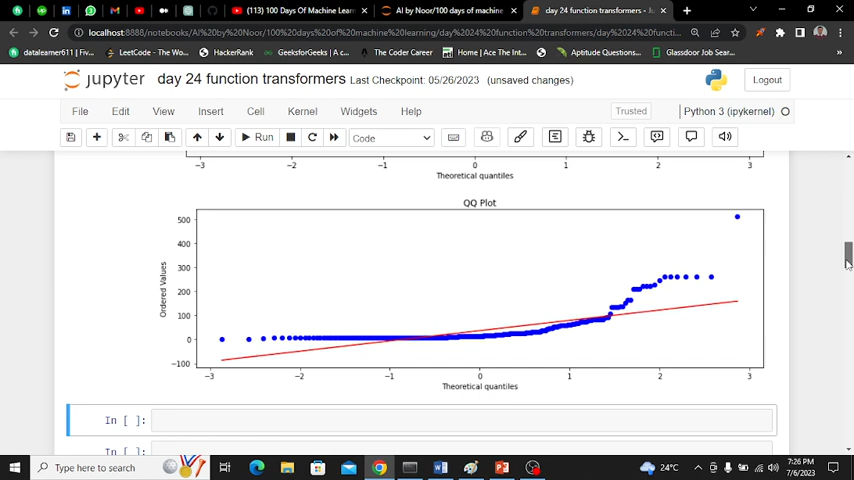 (113) 100 Days Of Machine Lear
AI by Noor/100 days of machine
day 24 function transformers - Ju
localhost:8888/notebooks/AI%20by%20Noor/100%20days%20of%20machine%20learning/day%2024%20function%20transformers/day%2024%20func...
datalearner611 | Fiv...
LeetCode - The Wo...
HackerRank
GeeksforGeeks | A c...
The Coder Career
Home | Ace The Int...
Aptitude Questions...
Glassdoor Job Sear...
jupyter day 24 function transformers Last Checkpoint: 05/26/2023 (unsaved changes)
Logout
File Edit View Insert Cell Kernel Widgets Help
Trusted
Python 3 (ipykernel)
Run
Code
−3 −2 −1 0 1 2 3
Theoretical quantiles
QQ Plot
500
400
300
200
100
0
−100
Ordered Values
−3 −2 −1 0 1 2 3
Theoretical quantiles
In [ ]:
In [ ]:
Type here to search
24°C
7:26 PM
7/6/2023